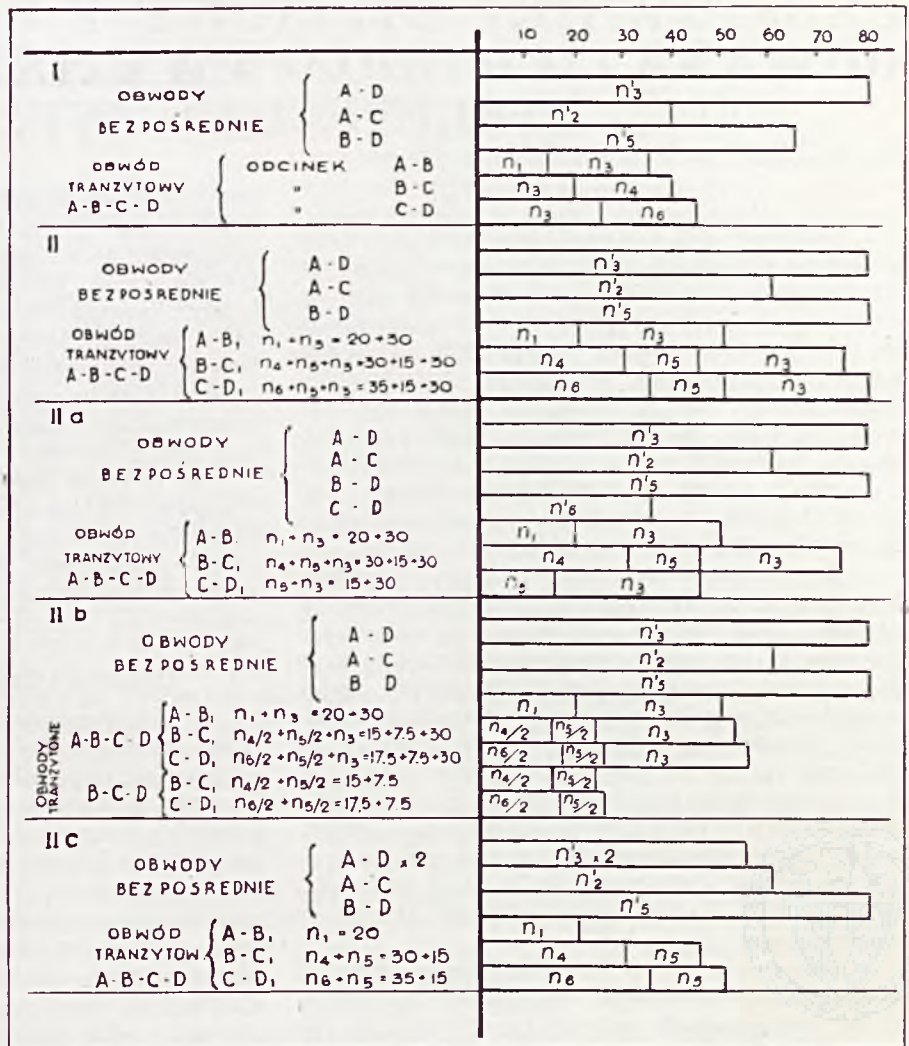 10 20 30 40 50 60 70 80
I
OBWODY BEZPOŚREDNIE
A - D n'3
A - C n'2
B - D n'5
OBWÓD TRANZYTOWY A-B-C-D
ODCINEK A - B n1 n3
" B - C n3 n4
" C - D n3 n6
II
OBWODY BEZPOŚREDNIE
A - D n'3
A - C n'2
B - D n'5
OBWÓD TRANZYTOWY A-B-C-D
A - B, n1 + n3 = 20+30 n1 n3
B - C, n4+n5+n3=30+15+30 n4 n5 n3
C - D, n6+n5+n3=35+15+30 n6 n5 n3
II a
OBWODY BEZPOŚREDNIE
A - D n'3
A - C n'2
B - D n'5
C - D n'6
OBWÓD TRANZYTOWY A-B-C-D
A - B. n1 + n3 = 20+30 n1 n3
B - C, n4+n5+n3=30+15+30 n4 n5 n3
C - D, n5+n3= 15+30 n5 n3
II b
OBWODY BEZPOŚREDNIE
A - D n'3
A - C n'2
B D n'5
OBWODY TRANZYTOWE
A-B-C-D
A - B, n1 + n3 =20+30 n1 n3
B - C, n4/2 +n5/2+n3=15+7.5+30 n4/2 n5/2 n3
C - D, n6/2 +n5/2+n3=17.5+7.5+30 n6/2 n5/2 n3
B-C-D
B - C, n4/2 +n5/2 =15+7.5 n4/2 n5/2
C - D, n6/2 +n5/2 =17.5+7.5 n6/2 n5/2
II c
OBWODY BEZPOŚREDNIE
A - D x 2 n'3 x 2
A - C n'2
B - D n'5
OBWÓD TRANZYTOW A-B-C-D
A - B, n1 = 20 n1
B - C, n4+n5 =30+15 n4 n5
C - D, n6+n5 =35+15 n6 n5